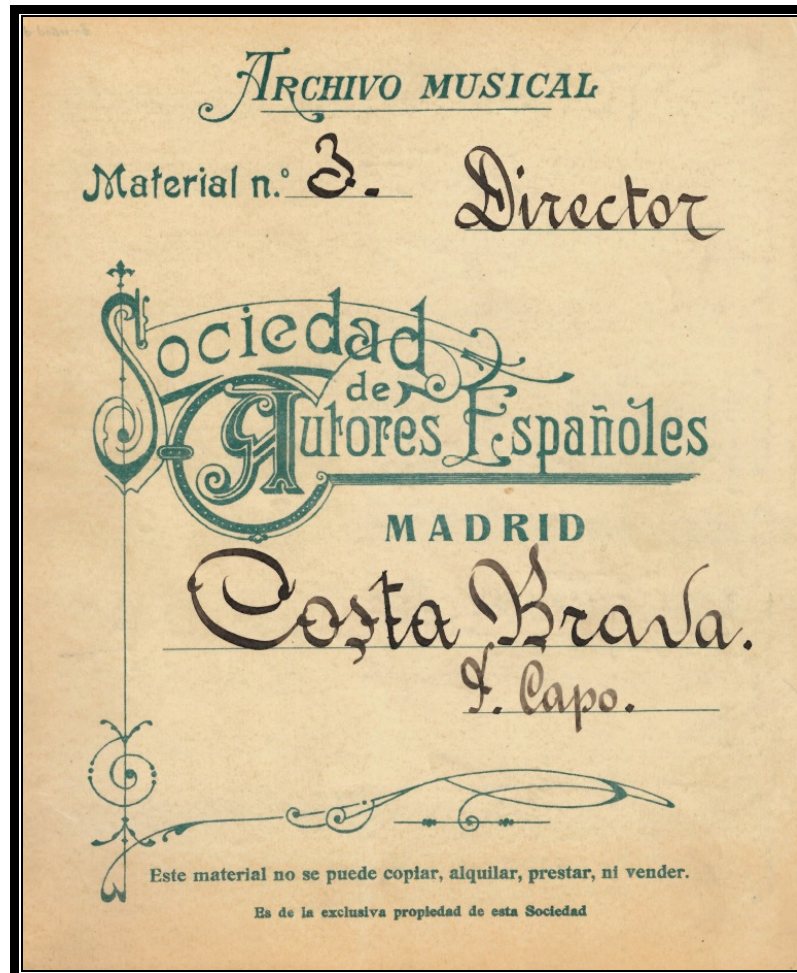 ARCHIVO MUSICAL
Material n.º 3. Director
Sociedad
de
Autores Españoles
MADRID
Costa Brava.
Capo.
Este material no se puede copiar, alquilar, prestar, ni vender.
Es de la exclusiva propiedad de esta Sociedad